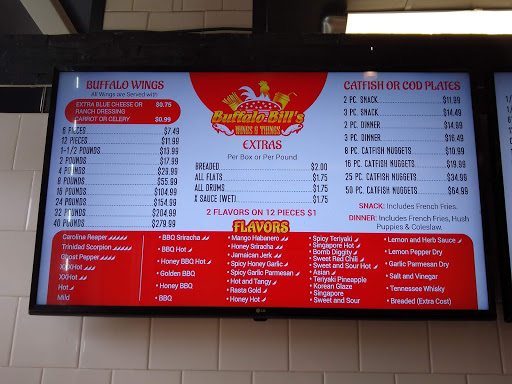 BUFFALO WINGS
All Wings are Served with
EXTRA BLUE CHEESE OR RANCH DRESSING $0.75
CARROT OR CELERY $0.99
6 PIECES $7.49
12 PIECES $11.99
1-1/2 POUNDS $13.99
2 POUNDS $17.99
4 POUNDS $29.99
8 POUNDS $55.99
16 POUNDS $104.99
24 POUNDS $154.99
32 POUNDS $204.99
40 POUNDS $279.99
Buffalo Bill's
WINGS & THINGS
EXTRAS
Per Box or Per Pound
BREADED $2.00
ALL FLATS $1.75
ALL DRUMS $1.75
X SAUCE (WET) $1.75
2 FLAVORS ON 12 PIECES $1
CATFISH OR COD PLATES
2 PC. SNACK $11.99
3 PC. SNACK $14.49
2 PC. DINNER $14.99
3 PC. DINNER $16.49
8 PC. CATFISH NUGGETS $10.99
16 PC. CATFISH NUGGETS $19.99
25 PC. CATFISH NUGGETS $34.99
50 PC. CATFISH NUGGETS $64.99
SNACK: Includes French Fries.
DINNER: Includes French Fries, Hush
Puppies & Coleslaw.
FLAVORS
Carolina Reaper
Trinidad Scorpion
Ghost Pepper
XXXHot
XXHot
Hot
Mild
• BBQ Sriracha
• BBQ Hot
• Honey BBQ Hot
• Golden BBQ
• Honey BBQ
• BBQ
• Mango Habanero
• Honey Sriracha
• Jamaican Jerk
• Spicy Honey Garlic
• Spicy Garlic Parmesan
• Hot and Tangy
• Rasta Gold
• Honey Hot
• Spicy Teriyaki
• Singapore Hot
• Bomb Diggity
• Sweet Red Chili
• Sweet and Sour Hot
• Asian
• Teriyaki Pineapple
• Korean Glaze
• Singapore
• Sweet and Sour
• Lemon and Herb Sauce
• Lemon Pepper Dry
• Garlic Parmesan Dry
• Salt and Vinegar
• Tennessee Whisky
• Breaded (Extra Cost)
LG